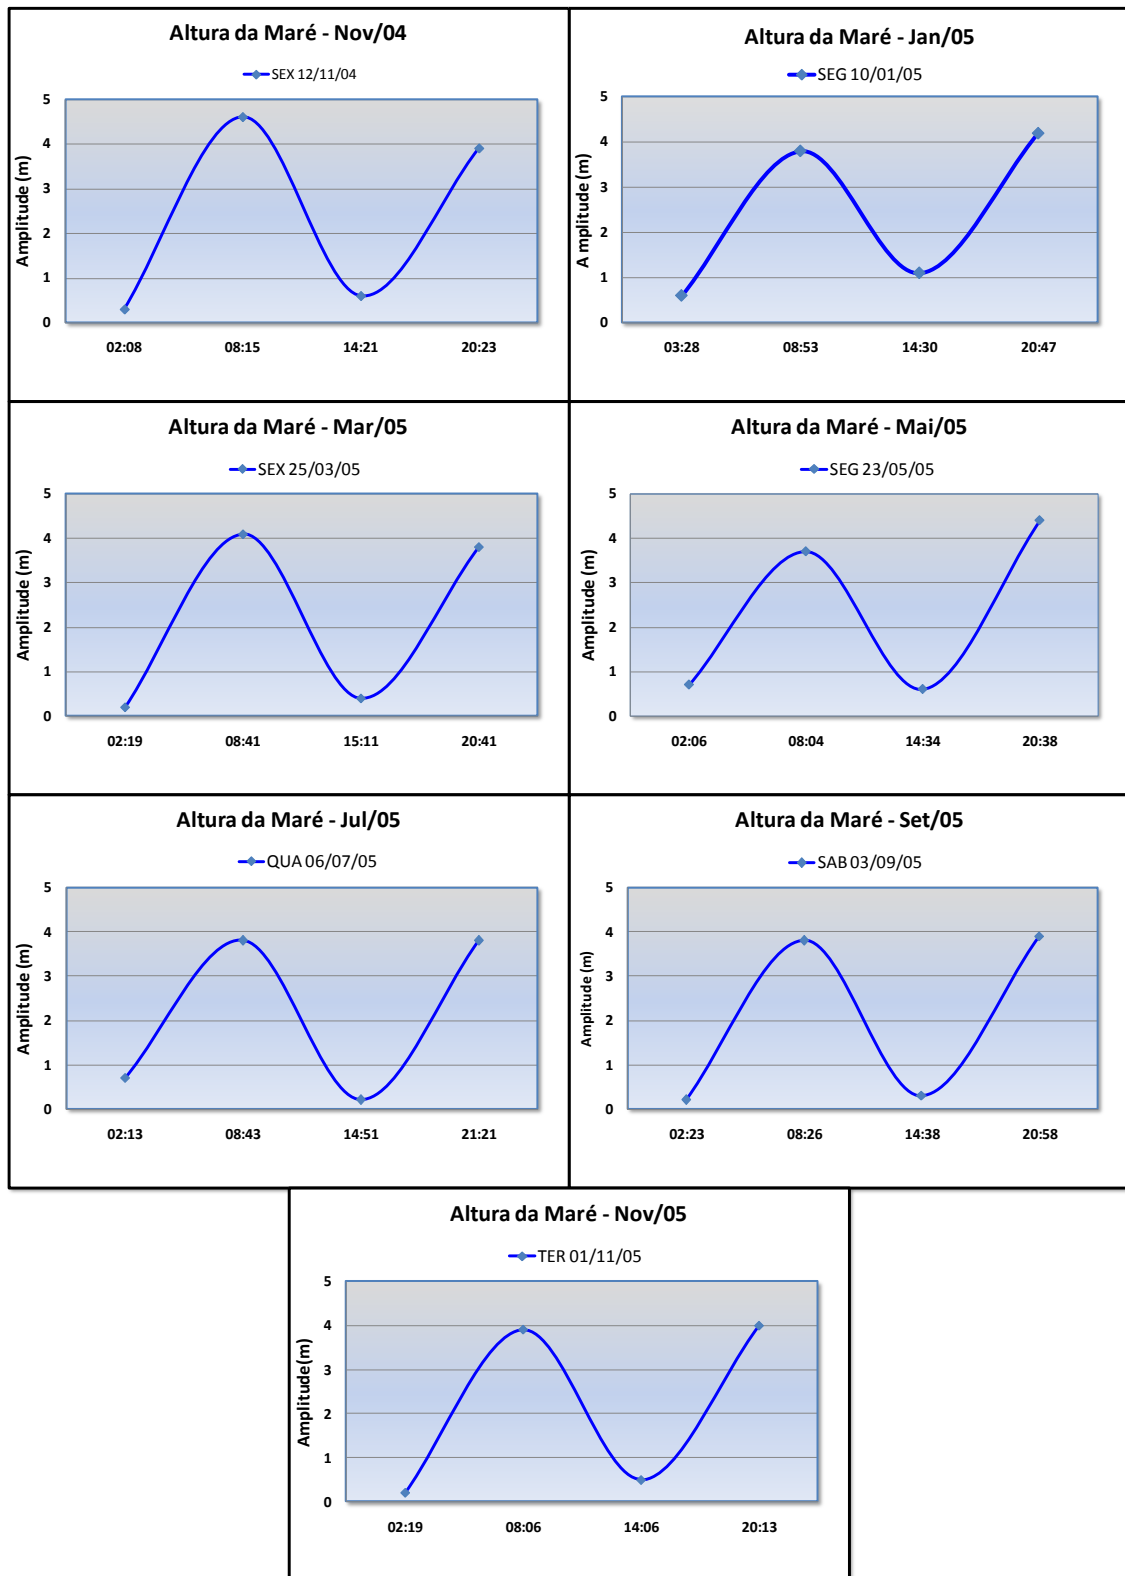 Altura da Maré - Nov/04
SEX 12/11/04
Amplitude (m)
5
4
3
2
1
0
02:08 08:15 14:21 20:23
Altura da Maré - Jan/05
SEG 10/01/05
A mplitude (m)
5
4
3
2
1
0
03:28 08:53 14:30 20:47
Altura da Maré - Mar/05
SEX 25/03/05
Amplitude (m)
5
4
3
2
1
0
02:19 08:41 15:11 20:41
Altura da Maré - Mai/05
SEG 23/05/05
Amplitude (m)
5
4
3
2
1
0
02:06 08:04 14:34 20:38
Altura da Maré - Jul/05
QUA 06/07/05
Amplitude (m)
5
4
3
2
1
0
02:13 08:43 14:51 21:21
Altura da Maré - Set/05
SAB 03/09/05
Amplitude (m)
5
4
3
2
1
0
02:23 08:26 14:38 20:58
Altura da Maré - Nov/05
TER 01/11/05
Amplitude(m)
5
4
3
2
1
0
02:19 08:06 14:06 20:13